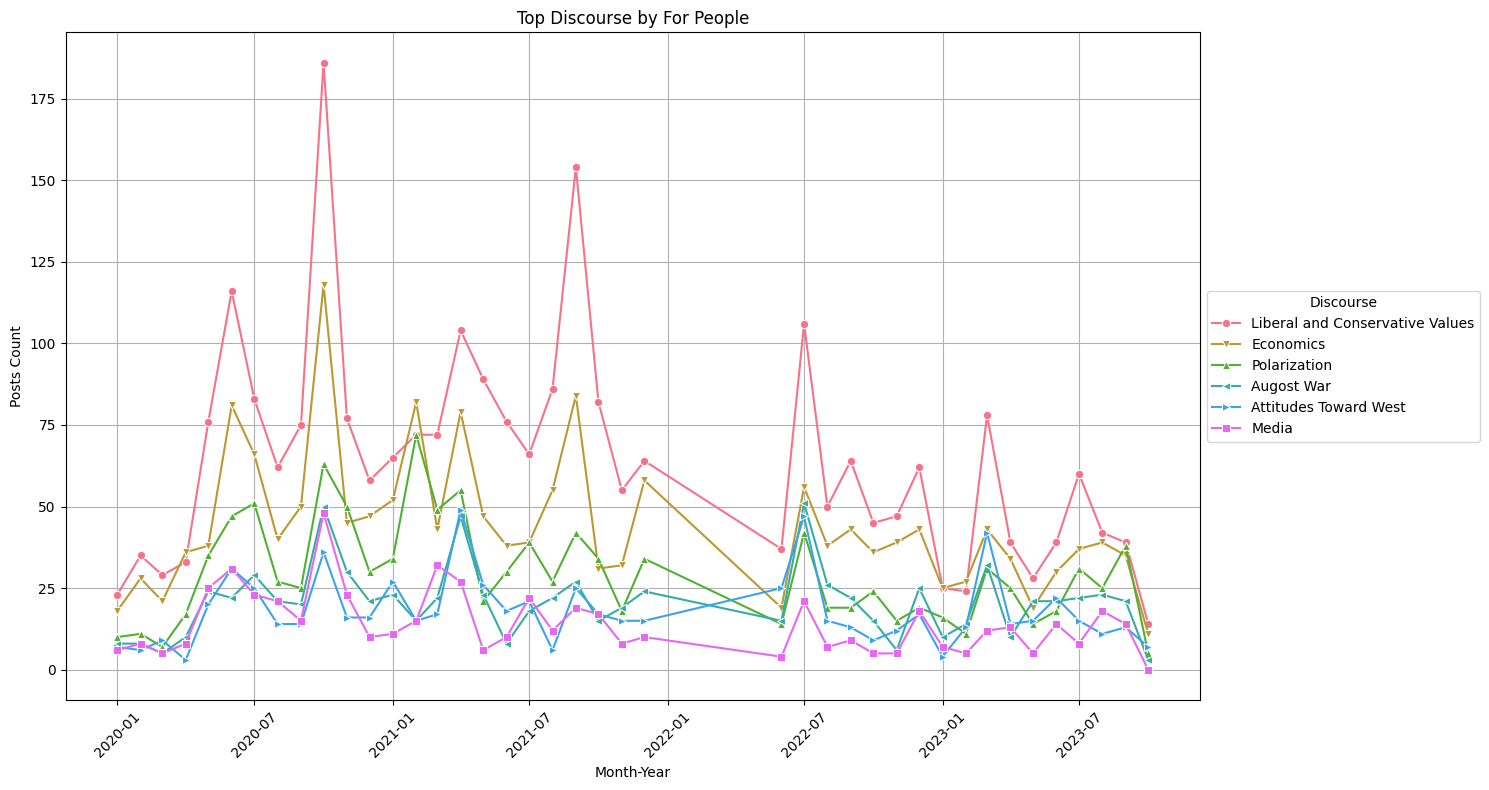 Top Discourse by For People
Posts Count
175
150
125
100
75
50
25
0
2020-01
2020-07
2021-01
2021-07
2022-01
2022-07
2023-01
2023-07
Month-Year
Discourse
Liberal and Conservative Values
Economics
Polarization
Augost War
Attitudes Toward West
Media